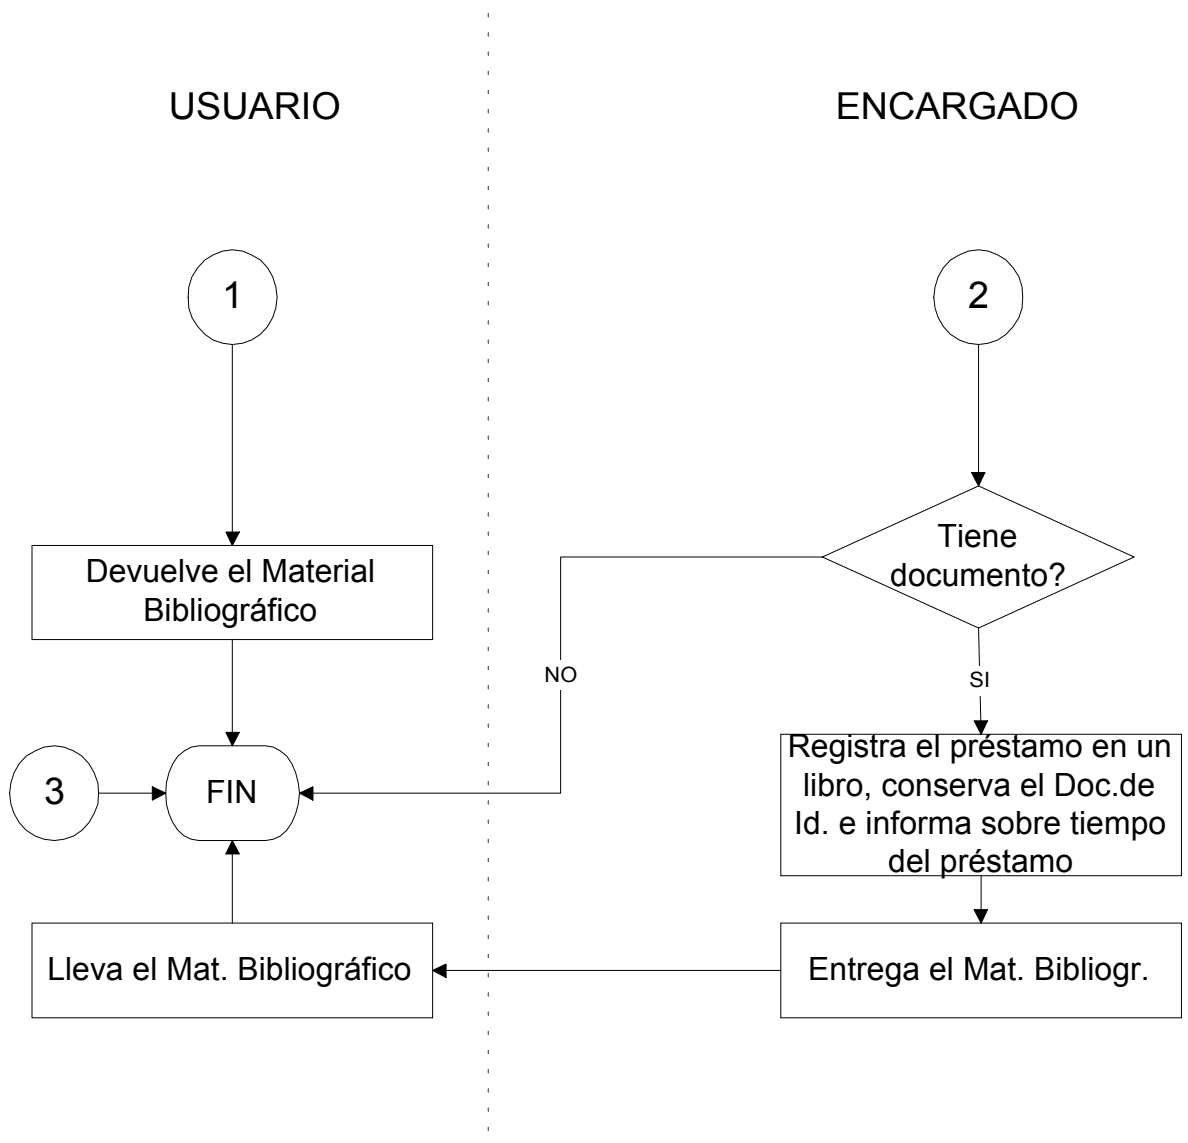 USUARIO
ENCARGADO
1
2
Tiene
documento?
Devuelve el Material
Bibliográfico
NO
SI
3
FIN
Registra el préstamo en un
libro, conserva el Doc.de
Id. e informa sobre tiempo
del préstamo
Lleva el Mat. Bibliográfico
Entrega el Mat. Bibliogr.